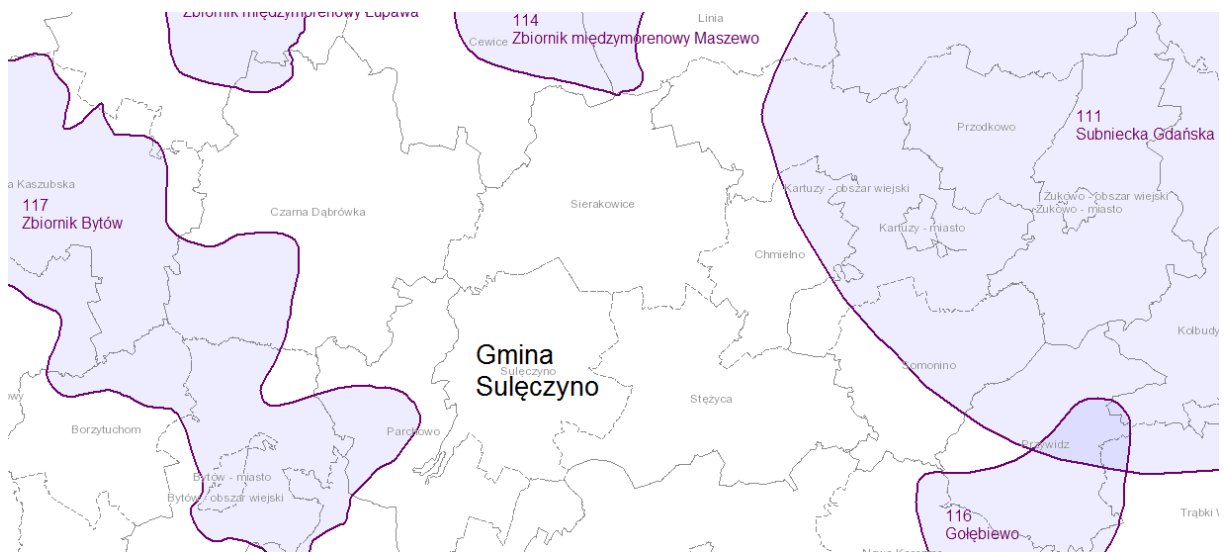 Zbiornik międzymorenowy Łupawa
114
Zbiornik międzymorenowy Maszewo
Linia
Cewice
111
Subniecka Gdańska
Przodkowo
a Kaszubska
117
Zbiornik Bytów
Kartuzy - obszar wiejski
Żukowo - obszar wiejski
Żukowo - miasto
Czarna Dąbrówka
Sierakowice
Kartuzy - miasto
Chmielno
Kolbudy
Gmina
Sulęczyno
Sulęczyno
Somonino
Stężyca
owy
Borzytuchom
Parchowo
Przywidz
Bytów - miasto
Bytów - obszar wiejski
116
Gołębiewo
Trąbki W